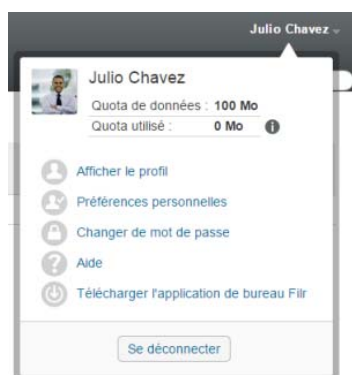 Julio Chavez
Julio Chavez
Quota de données : 100 Mo
Quota utilisé : 0 Mo
Afficher le profil
Préférences personnelles
Changer de mot de passe
Aide
Télécharger l'application de bureau Filr
Se déconnecter